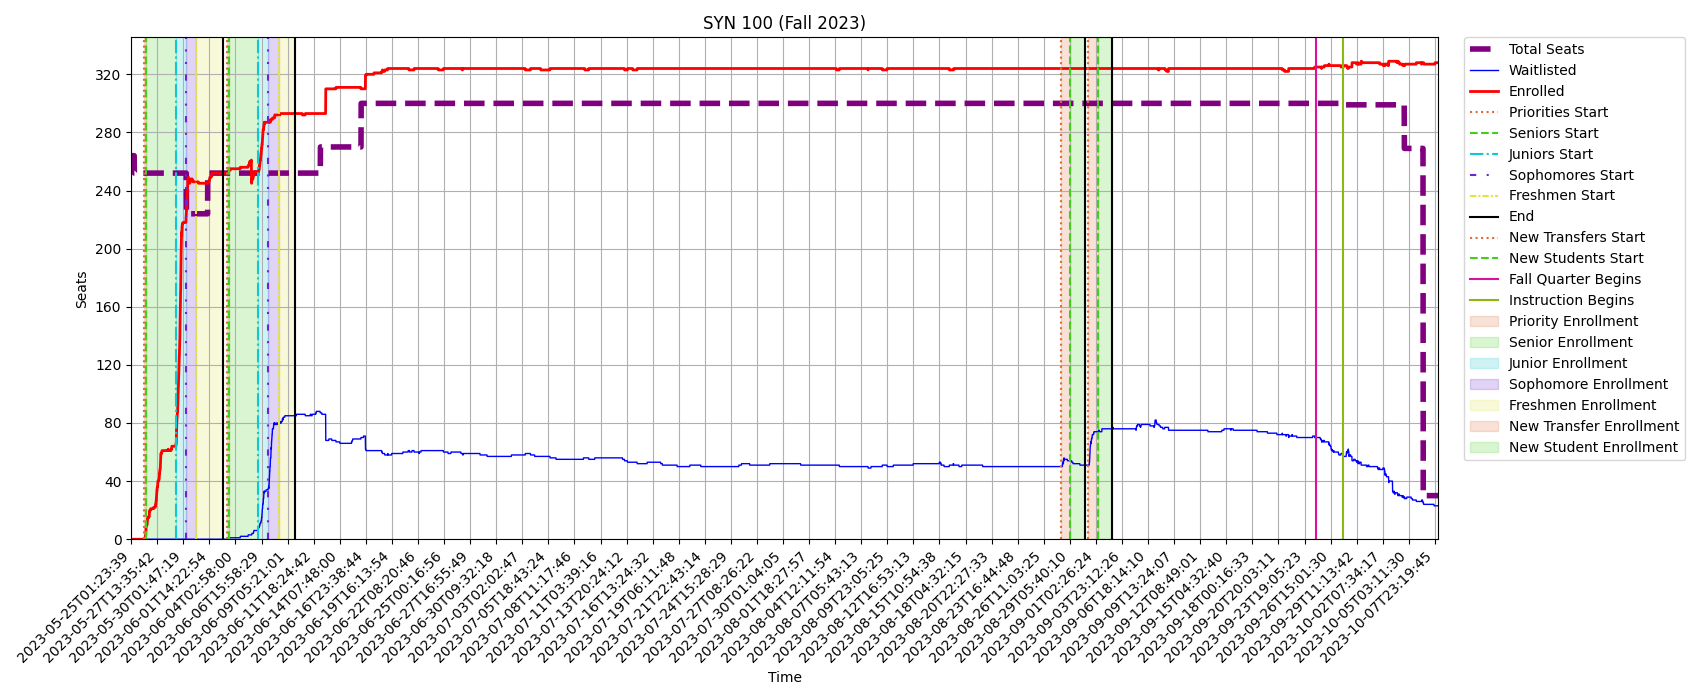 SYN 100 (Fall 2023)
320
280
240
200
160
120
80
40
0
Seats
2023-05-25T01:23:39
2023-05-27T13:35:42
2023-05-30T01:47:19
2023-06-01T14:22:54
2023-06-04T02:58:00
2023-06-06T15:58:29
2023-06-09T05:21:01
2023-06-11T18:24:42
2023-06-14T07:48:00
2023-06-16T23:38:44
2023-06-19T16:13:54
2023-06-22T08:20:46
2023-06-25T00:16:56
2023-06-27T16:55:49
2023-06-30T09:32:18
2023-07-03T02:02:47
2023-07-05T18:43:24
2023-07-08T11:17:46
2023-07-11T03:39:16
2023-07-13T20:24:12
2023-07-16T13:24:32
2023-07-19T06:11:48
2023-07-21T22:43:14
2023-07-24T15:28:29
2023-07-27T08:26:22
2023-07-30T01:04:05
2023-08-01T18:27:57
2023-08-04T12:11:54
2023-08-07T05:43:13
2023-08-09T23:05:25
2023-08-12T16:53:13
2023-08-15T10:54:38
2023-08-18T04:32:15
2023-08-20T22:27:33
2023-08-23T16:44:48
2023-08-26T11:03:25
2023-08-29T05:40:10
2023-09-01T02:26:24
2023-09-03T23:12:26
2023-09-06T18:14:10
2023-09-09T13:24:07
2023-09-12T08:49:01
2023-09-15T04:32:40
2023-09-18T00:16:33
2023-09-20T20:03:11
2023-09-23T19:05:23
2023-09-26T15:01:30
2023-09-29T11:13:42
2023-10-02T07:34:17
2023-10-05T03:11:30
2023-10-07T23:19:45
Time
Total Seats
Waitlisted
Enrolled
Priorities Start
Seniors Start
Juniors Start
Sophomores Start
Freshmen Start
End
New Transfers Start
New Students Start
Fall Quarter Begins
Instruction Begins
Priority Enrollment
Senior Enrollment
Junior Enrollment
Sophomore Enrollment
Freshmen Enrollment
New Transfer Enrollment
New Student Enrollment